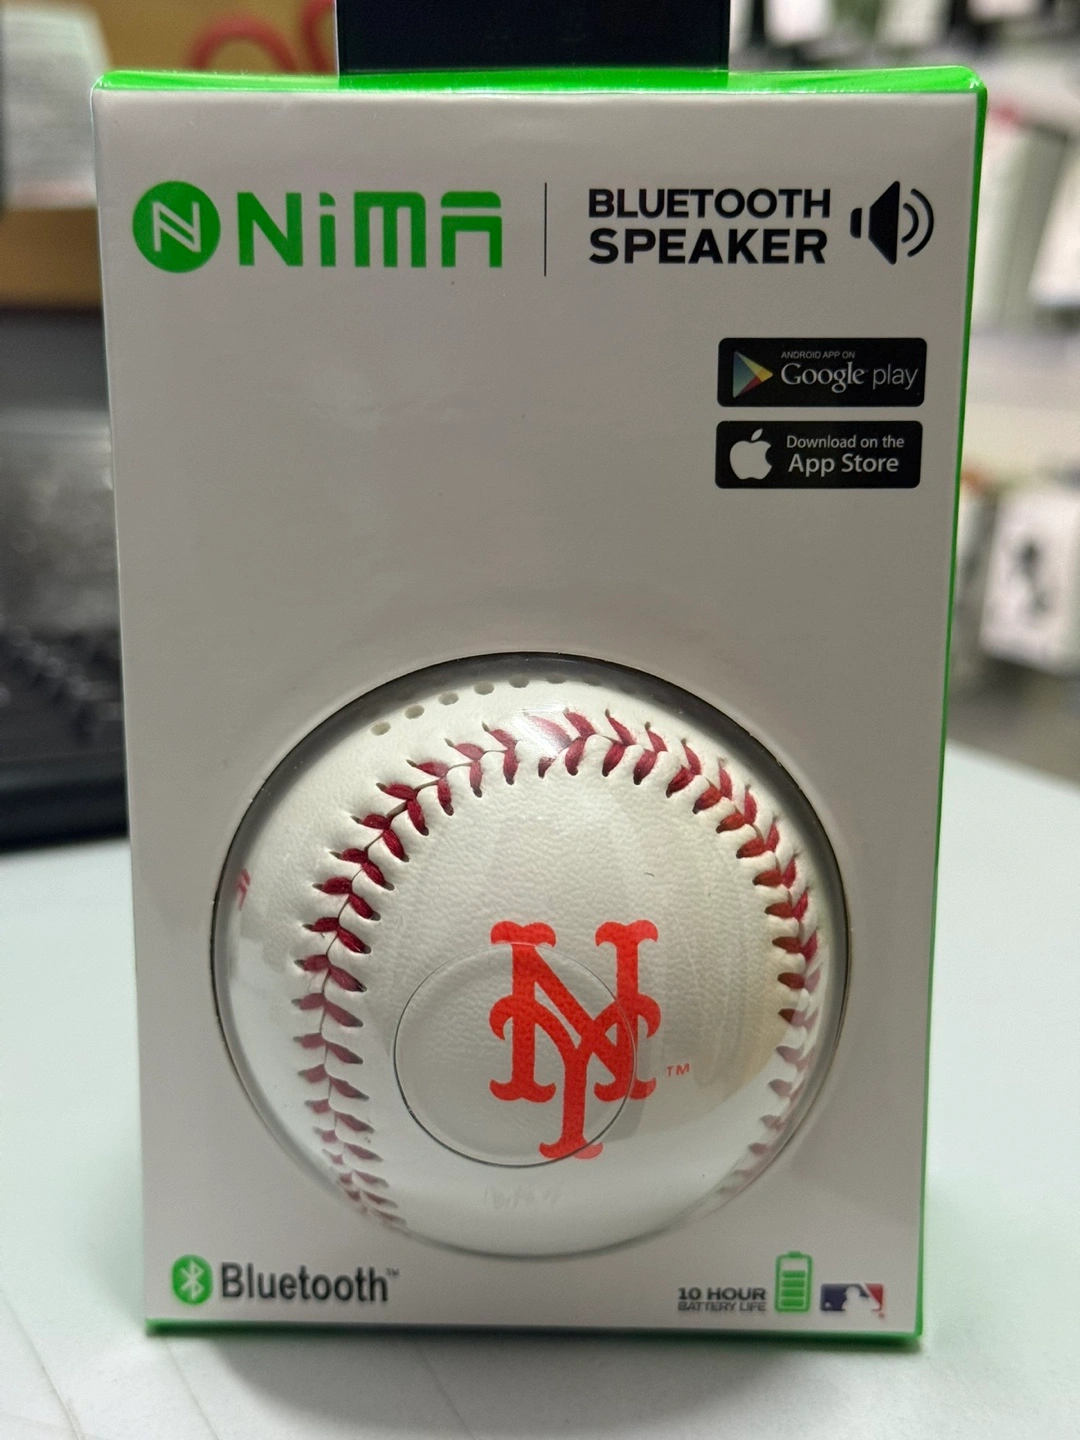 NiMA
BLUETOOTH
SPEAKER
ANDROID APP ON
Google play
Download on the
App Store
NY
TM
Bluetooth™
10 HOUR
BATTERY LIFE